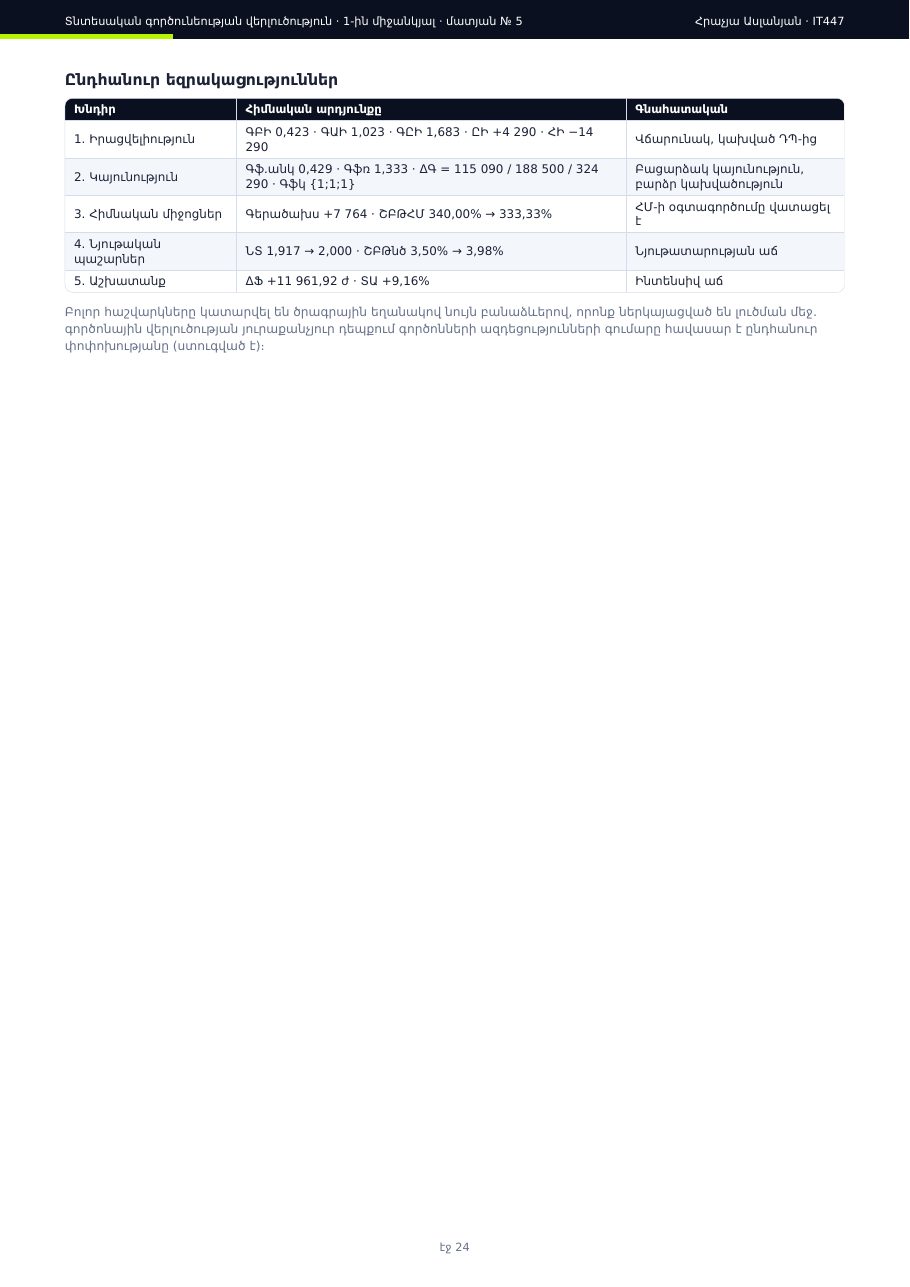 Տնտեսական գործունեության վերլուծություն · 1-ին միջանկյալ · մատյան № 5
Հրաչյա Ասլանյան · IT447
Ընդհանուր եզրակացություններ
Խնդիր
Հիմնական արդյունքը
Գնահատական
1. Իրացվելիություն
ԳԲԻ 0,423 · ԳԱԻ 1,023 · ԳԸԻ 1,683 · ԸԻ +4 290 · ՀԻ −14
290
Վճարունակ, կախված ԴՊ-ից
2. Կայունություն
Գֆ.անկ 0,429 · Գֆռ 1,333 · ΔԳ = 115 090 / 188 500 / 324
290 · Գֆկ {1;1;1}
Բացարձակ կայունություն,
բարձր կախվածություն
3. Հիմնական միջոցներ
Գերածախս +7 764 · ՇԲԹՀՄ 340,00% → 333,33%
ՀՄ-ի օգտագործումը վատացել
է
4. Նյութական
պաշարներ
ՆՏ 1,917 → 2,000 · ՇԲԹնծ 3,50% → 3,98%
Նյութատարության աճ
5. Աշխատանք
ΔՖ +11 961,92 ժ · ՏԱ +9,16%
Ինտենսիվ աճ
Բոլոր հաշվարկները կատարվել են ծրագրային եղանակով նույն բանաձևերով, որոնք ներկայացված են լուծման մեջ.
գործոնային վերլուծության յուրաքանչյուր դեպքում գործոնների ազդեցությունների գումարը հավասար է ընդհանուր
փոփոխությանը (ստուգված է)։
էջ 24